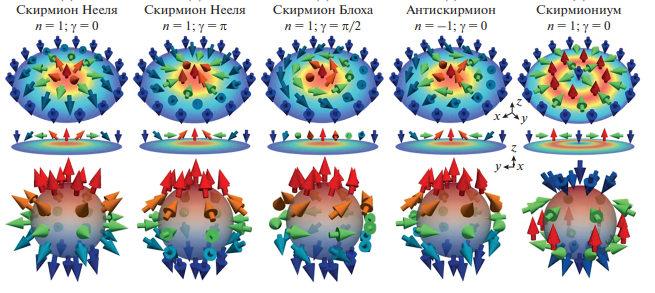 Скирмион Нееля
n = 1; γ = 0
Скирмион Нееля
n = 1; γ = π
Скирмион Блоха
n = 1; γ = π/2
Антискирмион
n = −1; γ = 0
Скирмиониум
n = 1; γ = 0
z
x y
z
y x